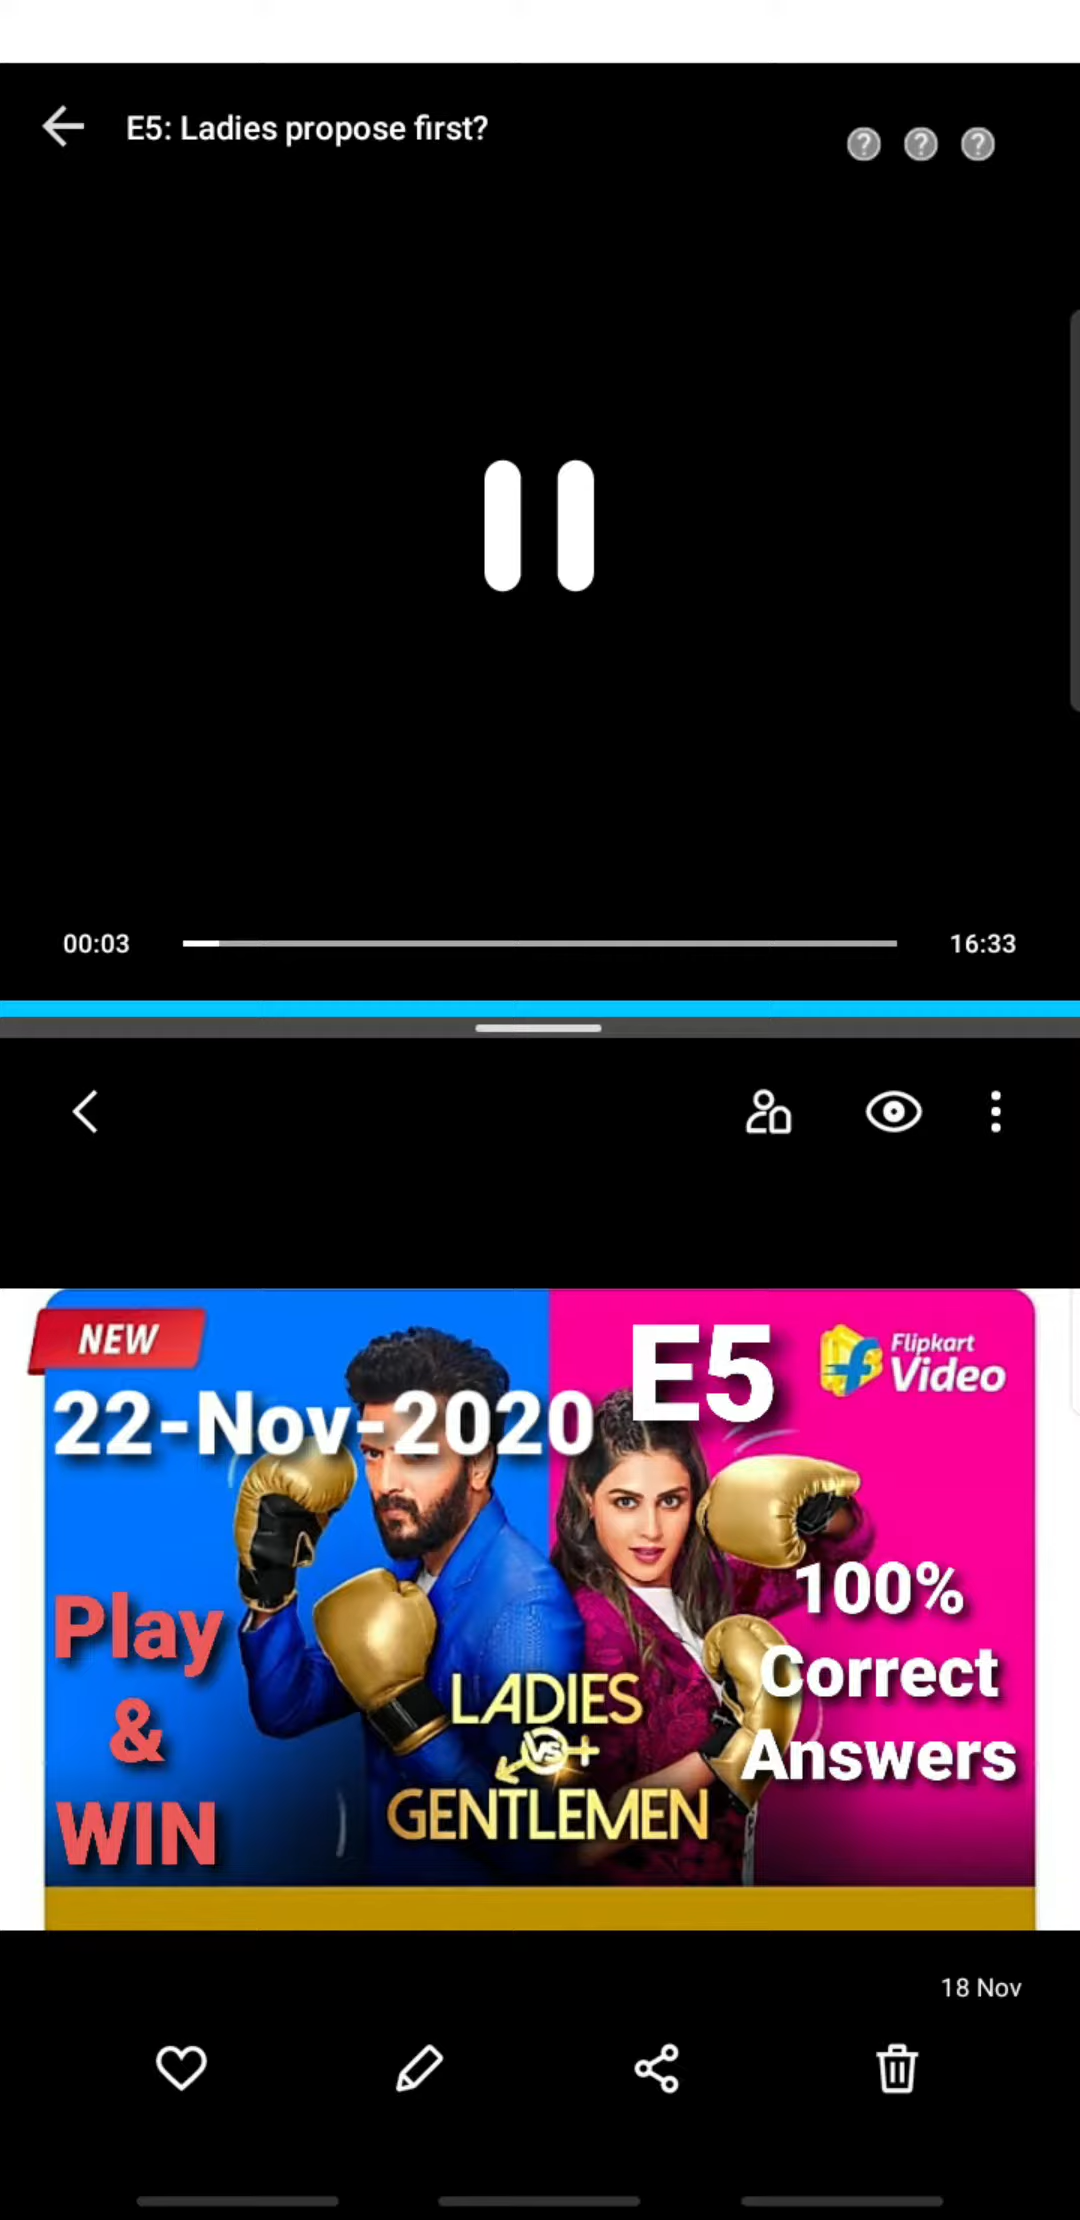 E5: Ladies propose first?
? ? ?
00:03
16:33
NEW
E5
Flipkart
Video
22-Nov-2020
100%
Correct
Answers
Play
&
WIN
LADIES
VS
GENTLEMEN
18 Nov